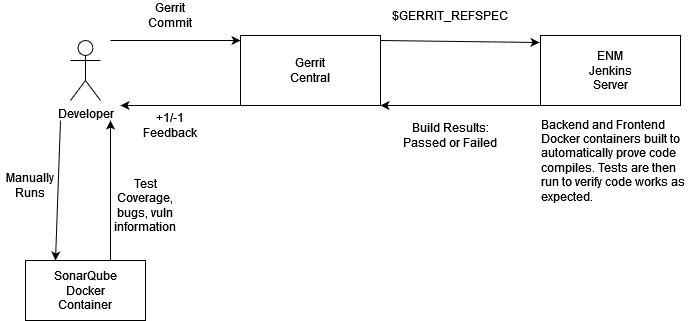 Gerrit
Commit
$GERRIT_REFSPEC
Gerrit
Central
ENM
Jenkins
Server
Developer
+1/-1
Feedback
Build Results:
Passed or Failed
Backend and Frontend
Docker containers built to
automatically prove code
compiles. Tests are then
run to verify code works as
expected.
Manually
Runs
Test
Coverage,
bugs, vuln
information
SonarQube
Docker
Container